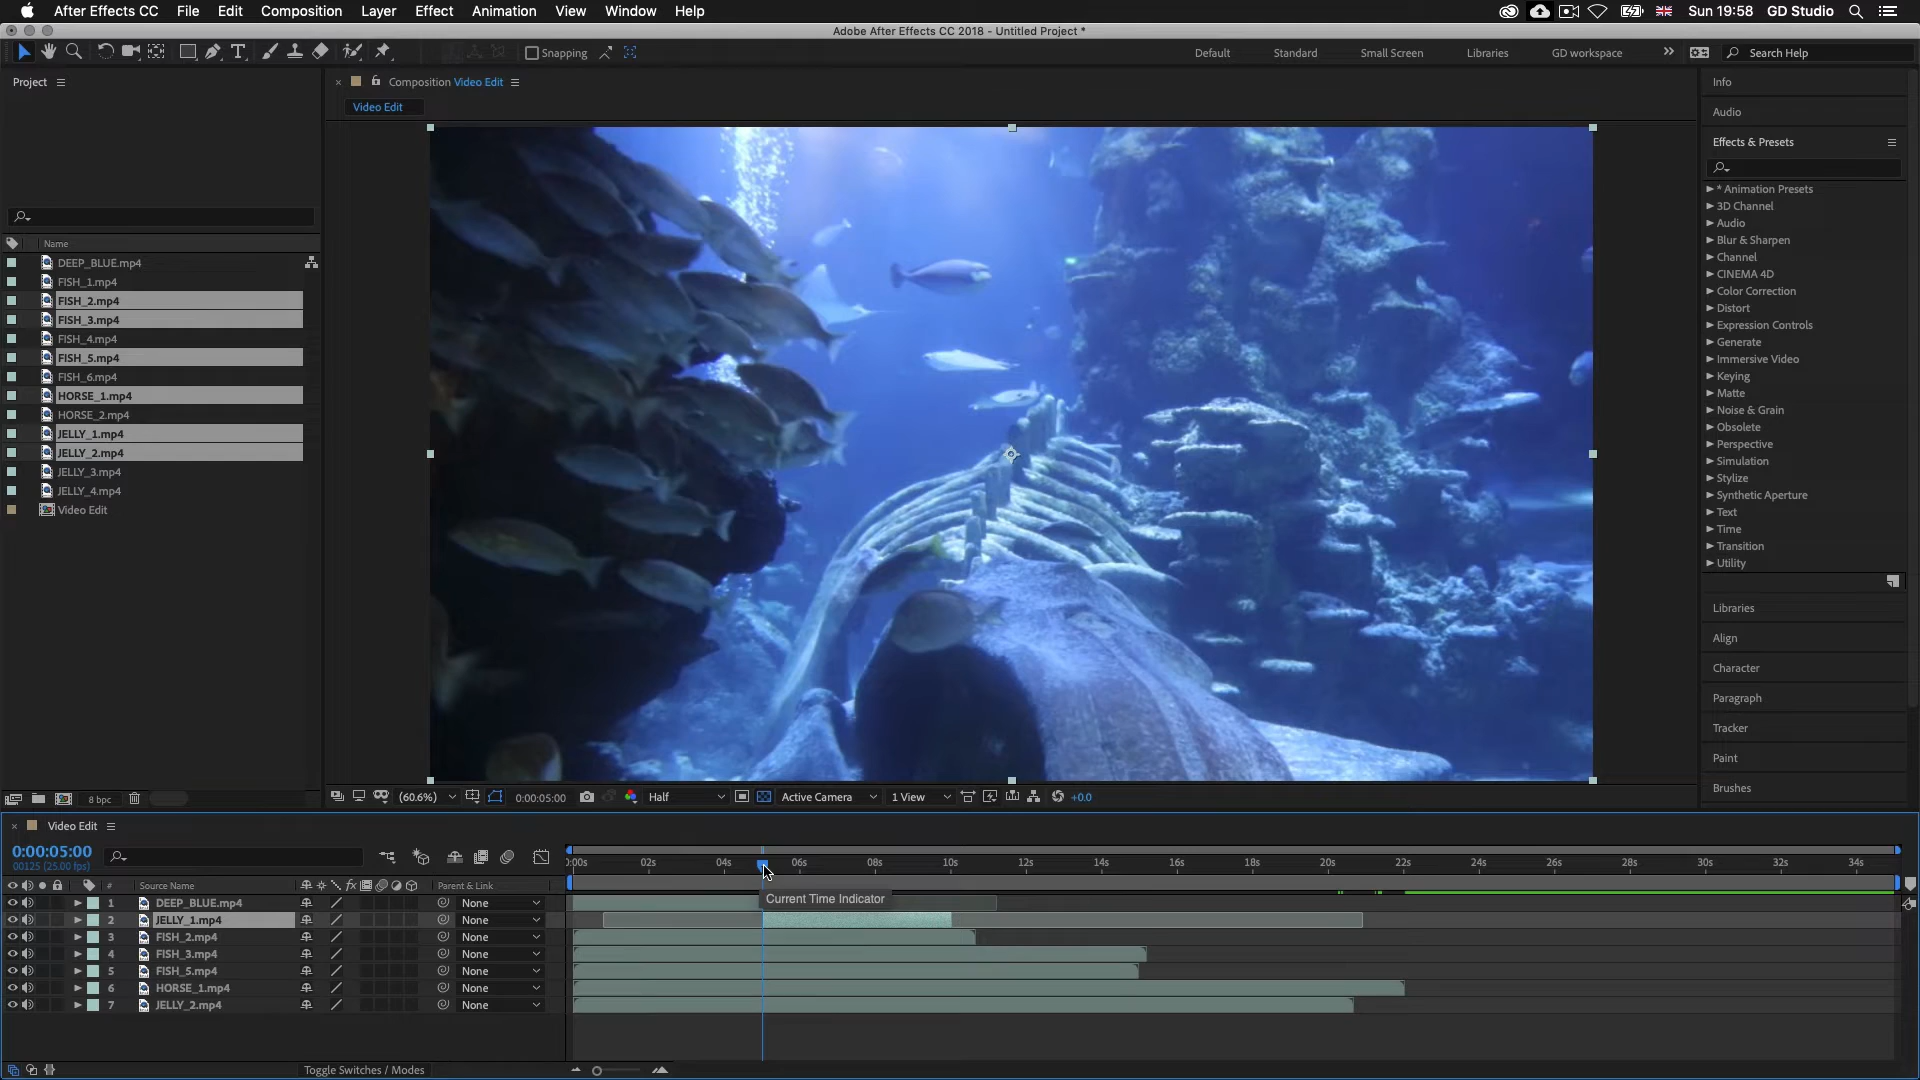 After Effects CC File Edit Composition Layer Effect Animation View Window Help Sun 19:58 GD Studio
Adobe After Effects CC 2018 - Untitled Project *
Snapping Default Standard Small Screen Libraries GD workspace Search Help
Project
Composition Video Edit
Video Edit
Name
DEEP_BLUE.mp4
FISH_1.mp4
FISH_2.mp4
FISH_3.mp4
FISH_4.mp4
FISH_5.mp4
FISH_6.mp4
HORSE_1.mp4
HORSE_2.mp4
JELLY_1.mp4
JELLY_2.mp4
JELLY_3.mp4
JELLY_4.mp4
Video Edit
8 bpc
(60.6%) 0:00:05:00 Half Active Camera 1 View +0.0
Info
Audio
Effects & Presets
* Animation Presets
3D Channel
Audio
Blur & Sharpen
Channel
CINEMA 4D
Color Correction
Distort
Expression Controls
Generate
Immersive Video
Keying
Matte
Noise & Grain
Obsolete
Perspective
Simulation
Stylize
Synthetic Aperture
Text
Time
Transition
Utility
Libraries
Align
Character
Paragraph
Tracker
Paint
Brushes
Video Edit
0:00:05:00
00125 (25.00 fps)
0:00s 02s 04s 06s 08s 10s 12s 14s 16s 18s 20s 22s 24s 26s 28s 30s 32s 34s
# Source Name fx Parent & Link
1 DEEP_BLUE.mp4 None
Current Time Indicator
2 JELLY_1.mp4 None
3 FISH_2.mp4 None
4 FISH_3.mp4 None
5 FISH_5.mp4 None
6 HORSE_1.mp4 None
7 JELLY_2.mp4 None
Toggle Switches / Modes